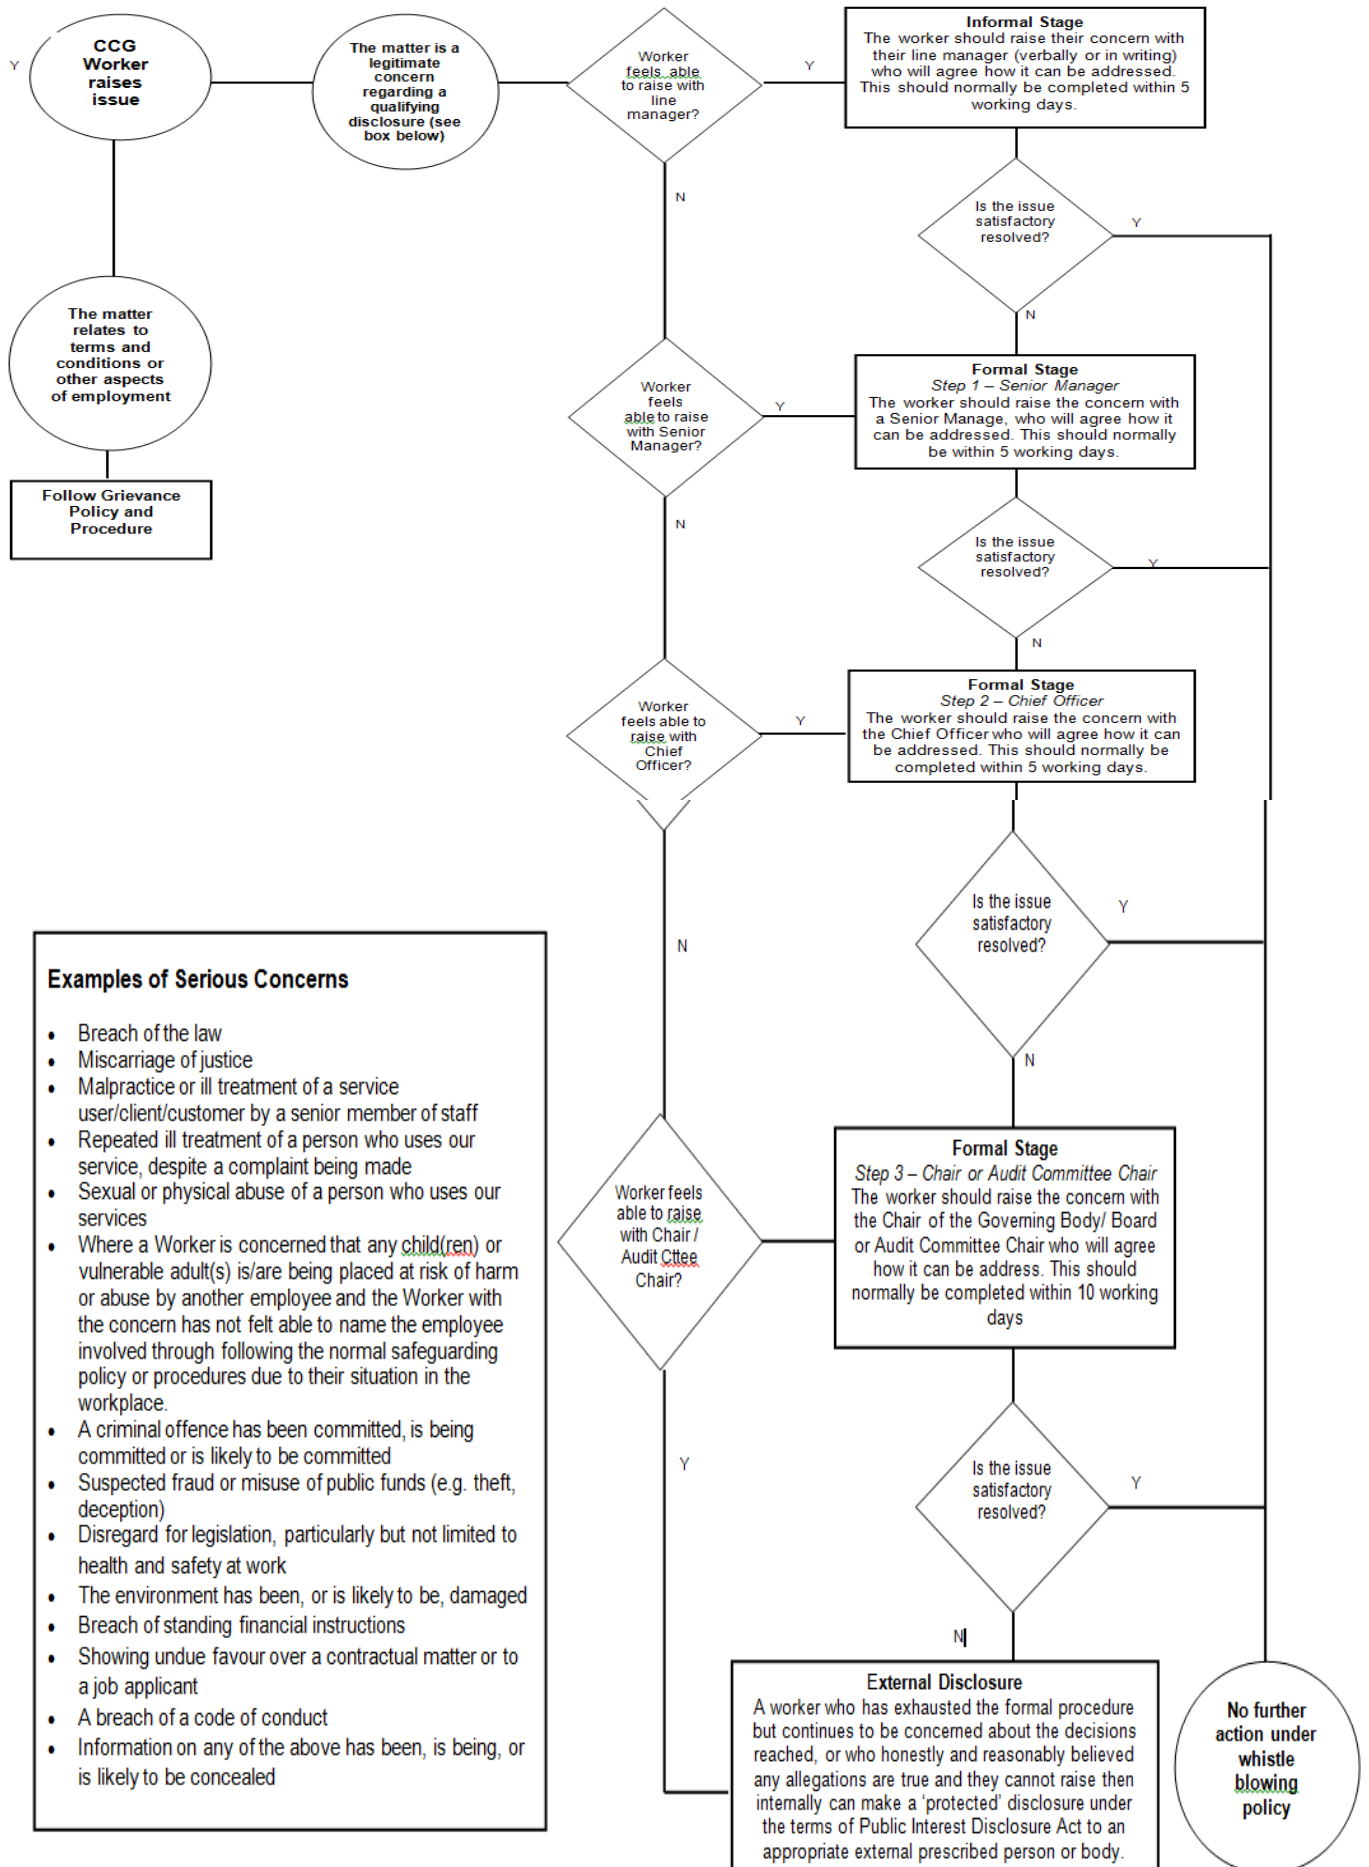 Y
CCG
Worker
raises
issue
The matter is a
legitimate
concern
regarding a
qualifying
disclosure (see
box below)
Worker
feels able
to raise with
line
manager?
Y
Informal Stage
The worker should raise their concern with
their line manager (verbally or in writing)
who will agree how it can be addressed.
This should normally be completed within 5
working days.
N
Is the issue
satisfactory
resolved?
Y
N
The matter
relates to
terms and
conditions or
other aspects
of employment
Follow Grievance
Policy and
Procedure
Worker
feels
able to raise
with Senior
Manager?
Y
Formal Stage
Step 1 – Senior Manager
The worker should raise the concern with
a Senior Manage, who will agree how it
can be addressed. This should normally
be within 5 working days.
N
Is the issue
satisfactory
resolved?
Y
N
Worker
feels able to
raise with
Chief
Officer?
Y
Formal Stage
Step 2 – Chief Officer
The worker should raise the concern with
the Chief Officer who will agree how it can
be addressed. This should normally be
completed within 5 working days.
N
Is the issue
satisfactory
resolved?
Y
N
Examples of Serious Concerns
• Breach of the law
• Miscarriage of justice
• Malpractice or ill treatment of a service
user/client/customer by a senior member of staff
• Repeated ill treatment of a person who uses our
service, despite a complaint being made
• Sexual or physical abuse of a person who uses our
services
• Where a Worker is concerned that any child(ren) or
vulnerable adult(s) is/are being placed at risk of harm
or abuse by another employee and the Worker with
the concern has not felt able to name the employee
involved through following the normal safeguarding
policy or procedures due to their situation in the
workplace.
• A criminal offence has been committed, is being
committed or is likely to be committed
• Suspected fraud or misuse of public funds (e.g. theft,
deception)
• Disregard for legislation, particularly but not limited to
health and safety at work
• The environment has been, or is likely to be, damaged
• Breach of standing financial instructions
• Showing undue favour over a contractual matter or to
a job applicant
• A breach of a code of conduct
• Information on any of the above has been, is being, or
is likely to be concealed
Worker feels
able to raise
with Chair /
Audit Cttee
Chair?
Formal Stage
Step 3 – Chair or Audit Committee Chair
The worker should raise the concern with
the Chair of the Governing Body/ Board
or Audit Committee Chair who will agree
how it can be address. This should
normally be completed within 10 working
days
Y
Is the issue
satisfactory
resolved?
Y
N
External Disclosure
A worker who has exhausted the formal procedure
but continues to be concerned about the decisions
reached, or who honestly and reasonably believed
any allegations are true and they cannot raise then
internally can make a ‘protected’ disclosure under
the terms of Public Interest Disclosure Act to an
appropriate external prescribed person or body.
No further
action under
whistle
blowing
policy